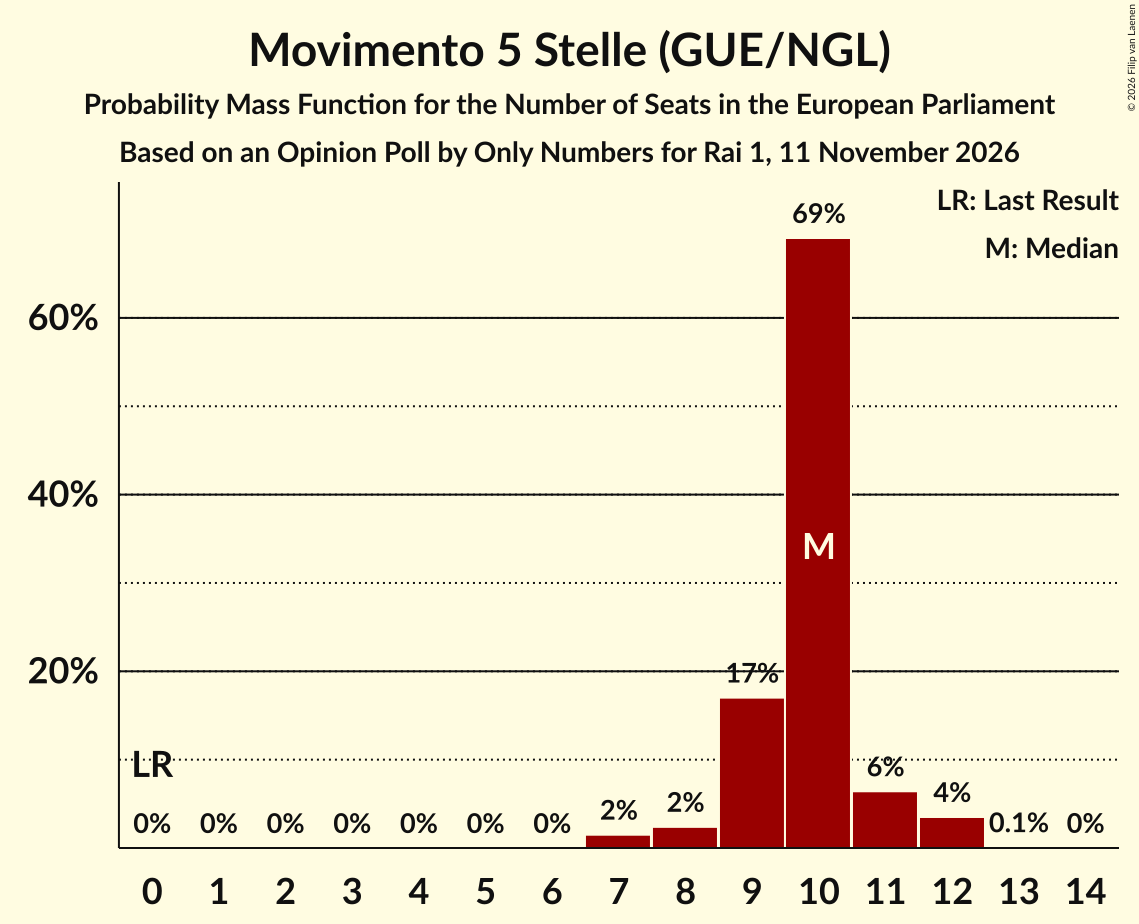 Movimento 5 Stelle (GUE/NGL)
Probability Mass Function for the Number of Seats in the European Parliament
Based on an Opinion Poll by Only Numbers for Rai 1, 11 November 2026
© 2026 Filip van Laenen
LR: Last Result
M: Median
69%
60%
40%
M
20%
17%
LR
6%
4%
2%
2%
0% 0% 0% 0% 0% 0% 0% 0.1% 0%
0 1 2 3 4 5 6 7 8 9 10 11 12 13 14